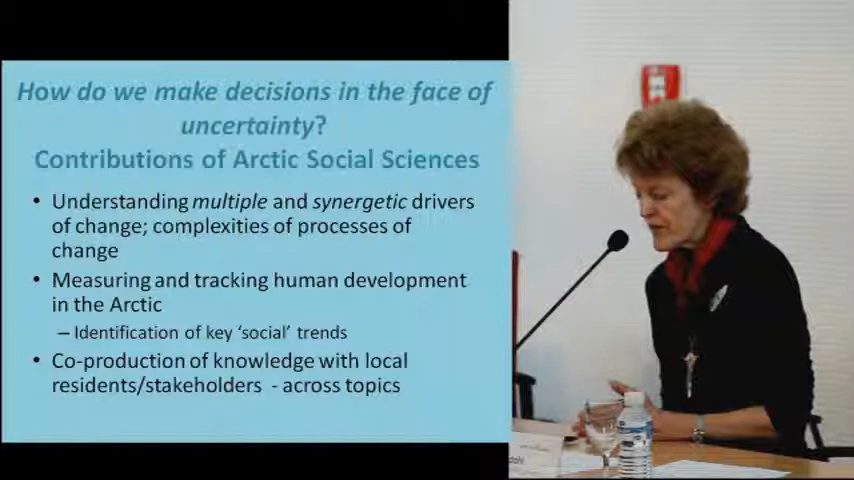 How do we make decisions in the face of
uncertainty?
Contributions of Arctic Social Sciences
• Understanding multiple and synergetic drivers
of change; complexities of processes of
change
• Measuring and tracking human development
in the Arctic
– Identification of key ‘social’ trends
• Co-production of knowledge with local
residents/stakeholders - across topics